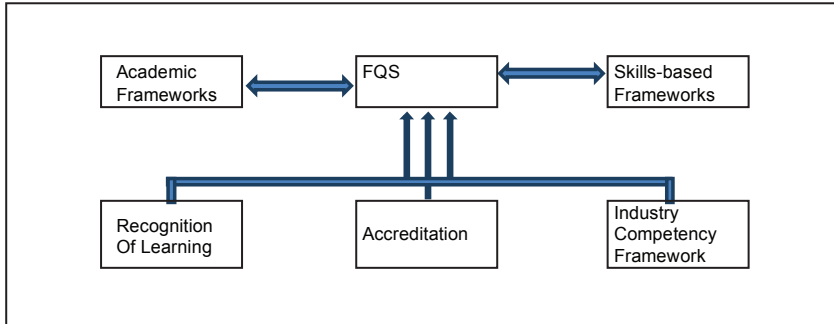 Academic
Frameworks
FQS
Skills-based
Frameworks
Recognition
Of Learning
Accreditation
Industry
Competency
Framework